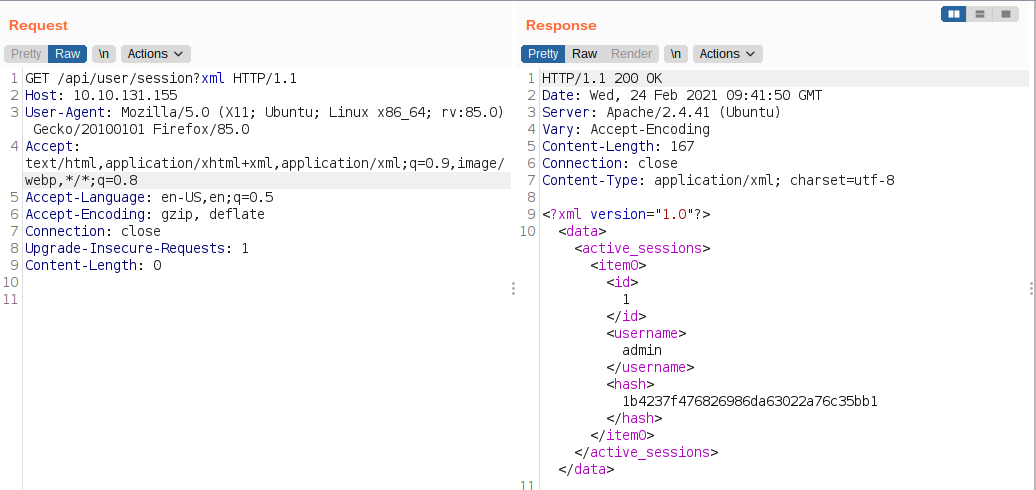 Request
Pretty Raw \n Actions
1 GET /api/user/session?xml HTTP/1.1
2 Host: 10.10.131.155
3 User-Agent: Mozilla/5.0 (X11; Ubuntu; Linux x86_64; rv:85.0)
Gecko/20100101 Firefox/85.0
4 Accept:
text/html,application/xhtml+xml,application/xml;q=0.9,image/
webp,*/*;q=0.8
5 Accept-Language: en-US,en;q=0.5
6 Accept-Encoding: gzip, deflate
7 Connection: close
8 Upgrade-Insecure-Requests: 1
9 Content-Length: 0
10
11
Response
Pretty Raw Render \n Actions
1 HTTP/1.1 200 OK
2 Date: Wed, 24 Feb 2021 09:41:50 GMT
3 Server: Apache/2.4.41 (Ubuntu)
4 Vary: Accept-Encoding
5 Content-Length: 167
6 Connection: close
7 Content-Type: application/xml; charset=utf-8
8
9 <?xml version="1.0"?>
10 <data>
<active_sessions>
<item0>
<id>
1
</id>
<username>
admin
</username>
<hash>
1b4237f476826986da63022a76c35bb1
</hash>
</item0>
</active_sessions>
</data>
11